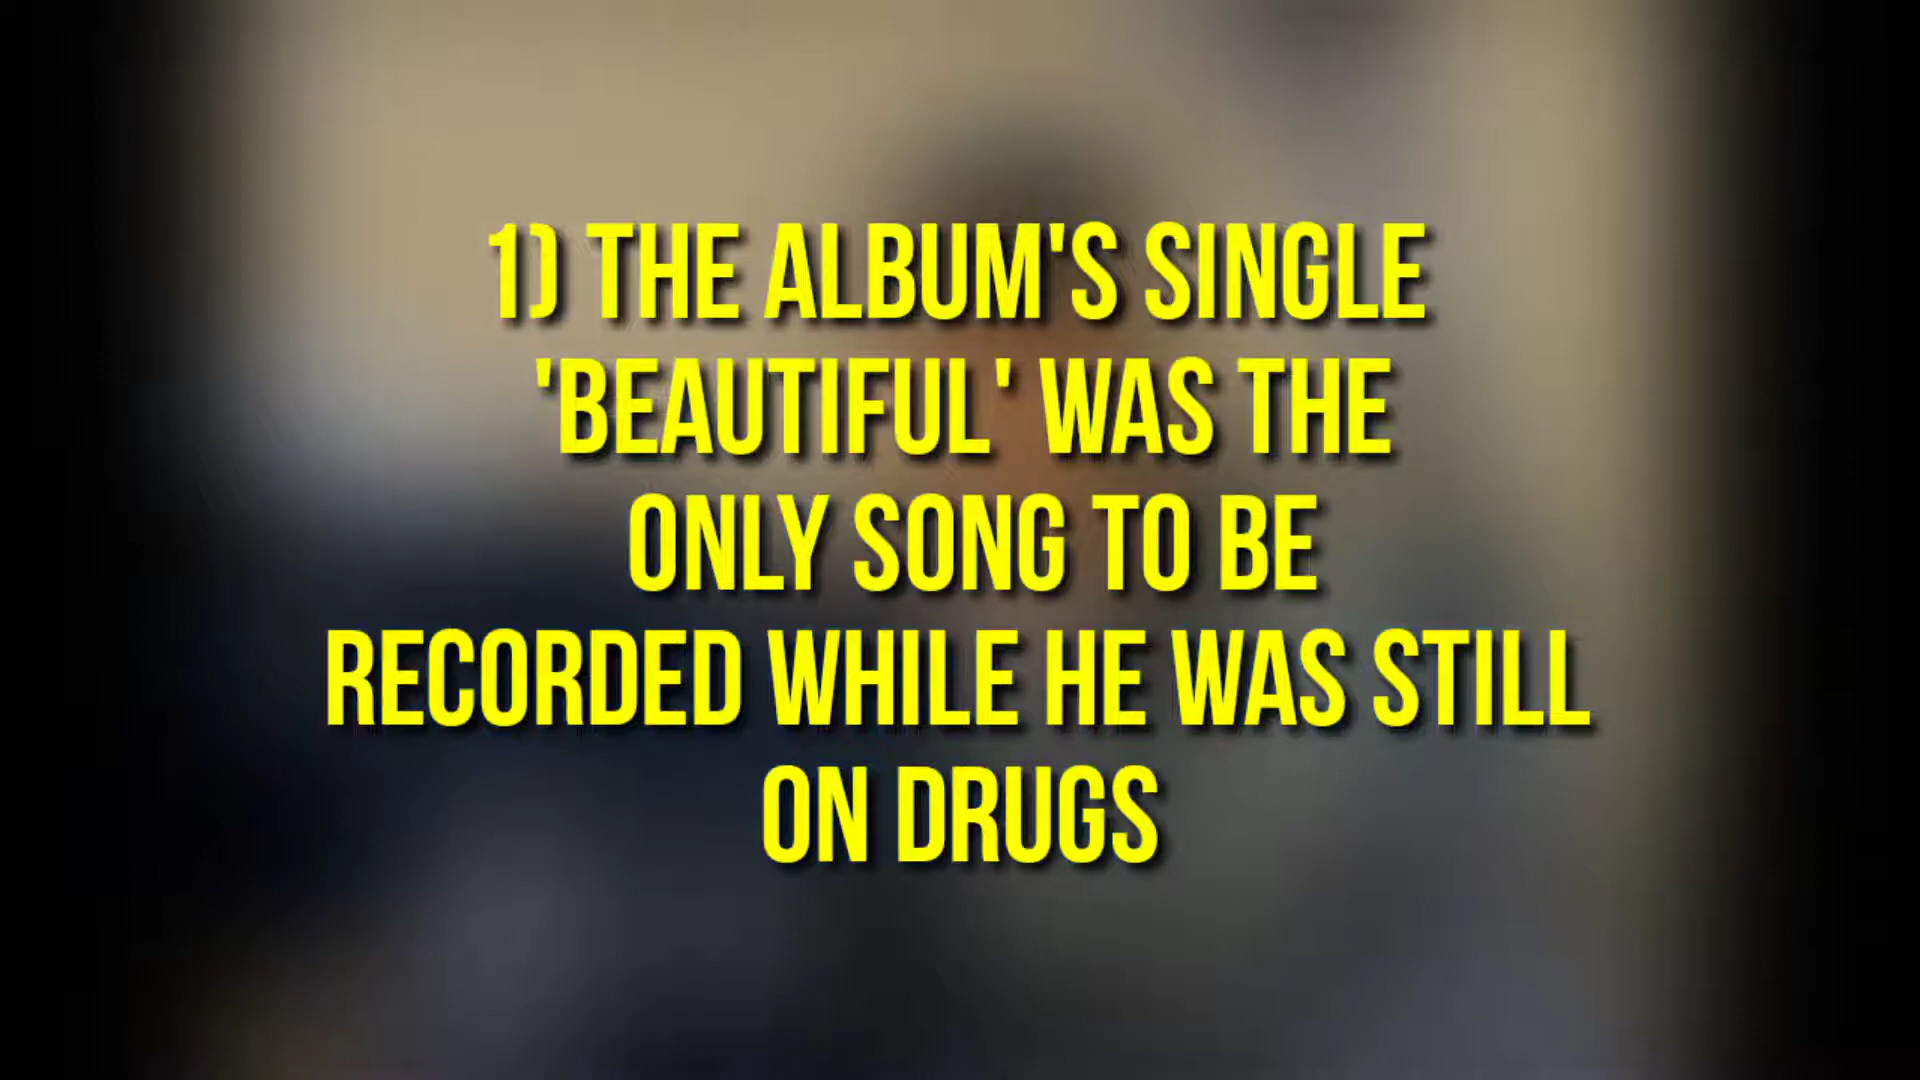 1) THE ALBUM'S SINGLE
'BEAUTIFUL' WAS THE
ONLY SONG TO BE
RECORDED WHILE HE WAS STILL
ON DRUGS